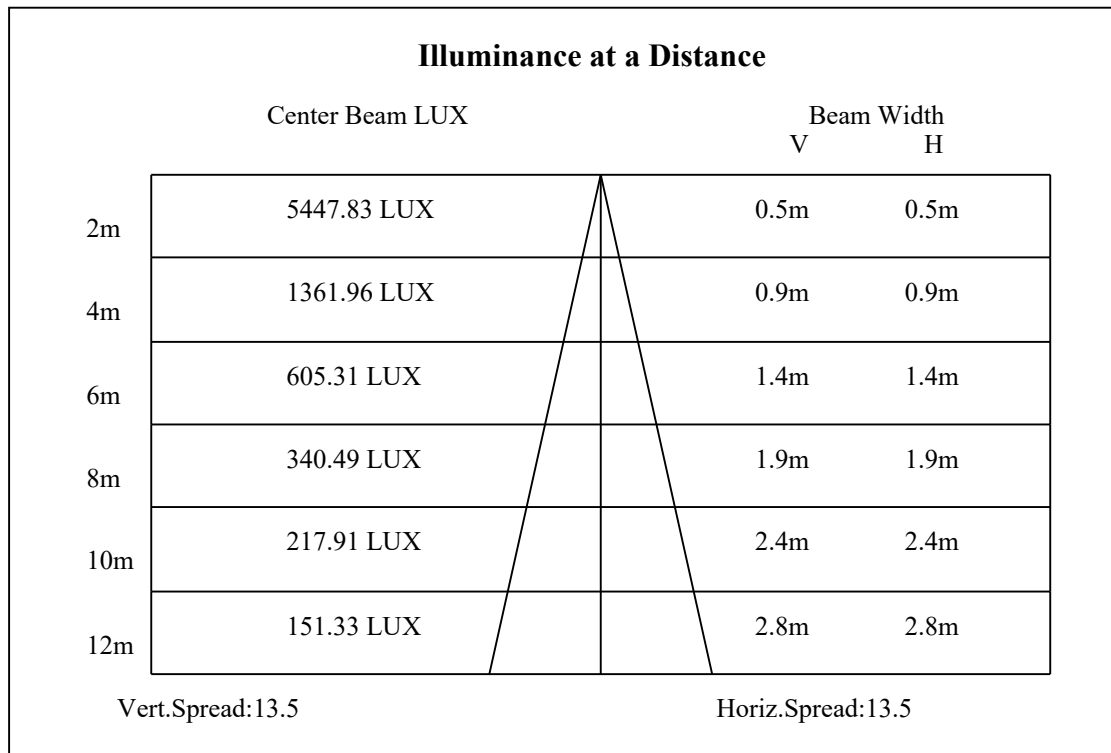 Illuminance at a Distance
Center Beam LUX Beam Width
V H
2m 5447.83 LUX 0.5m 0.5m
4m 1361.96 LUX 0.9m 0.9m
6m 605.31 LUX 1.4m 1.4m
8m 340.49 LUX 1.9m 1.9m
10m 217.91 LUX 2.4m 2.4m
12m 151.33 LUX 2.8m 2.8m
Vert.Spread:13.5 Horiz.Spread:13.5